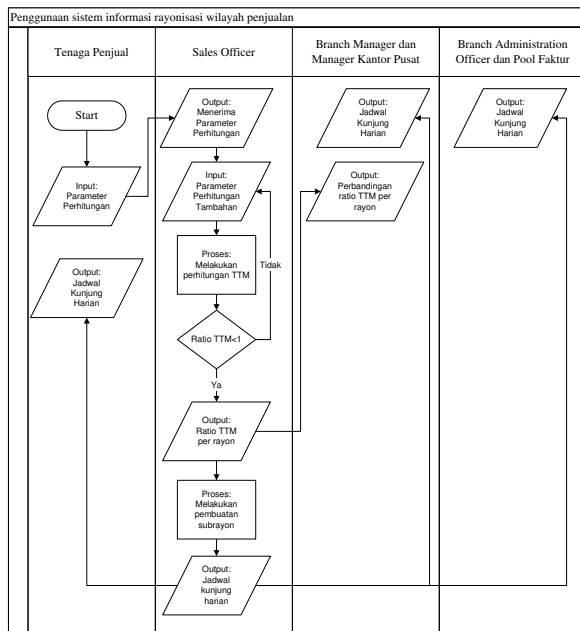 Penggunaan sistem informasi rayonisasi wilayah penjualan
Tenaga Penjual
Sales Officer
Branch Manager dan
Manager Kantor Pusat
Branch Administration
Officer dan Pool Faktur
Start
Output:
Menerima
Parameter
Perhitungan
Output:
Jadwal
Kunjung
Harian
Output:
Jadwal
Kunjung
Harian
Input:
Parameter
Perhitungan
Input:
Parameter
Perhitungan
Tambahan
Output:
Perbandingan
ratio TTM per
rayon
Output:
Jadwal
Kunjung
Harian
Proses:
Melakukan
perhitungan TTM
Tidak
Ratio TTM<1
Ya
Output:
Ratio TTM
per rayon
Proses:
Melakukan
pembuatan
subrayon
Output:
Jadwal
kunjung
harian